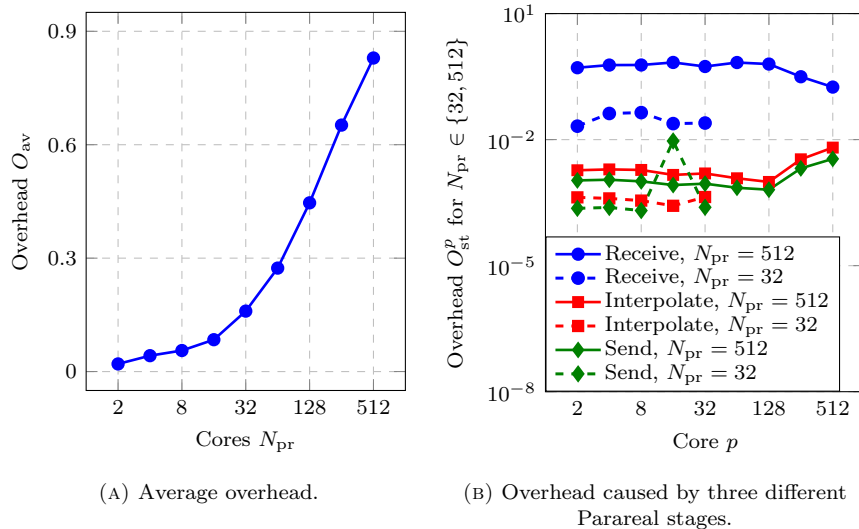 0.9
0.6
0.3
0
2 8 32 128 512
Overhead O_av
Cores N_pr
(A) Average overhead.
10^1
10^−2
10^−5
10^−8
2 8 32 128 512
Overhead O^p_st for N_pr ∈ {32, 512}
Core p
Receive, N_pr = 512
Receive, N_pr = 32
Interpolate, N_pr = 512
Interpolate, N_pr = 32
Send, N_pr = 512
Send, N_pr = 32
(B) Overhead caused by three different
Parareal stages.